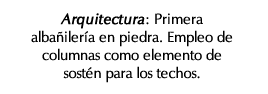 Arquitectura: Primera
albañilería en piedra. Empleo de
columnas como elemento de
sostén para los techos.